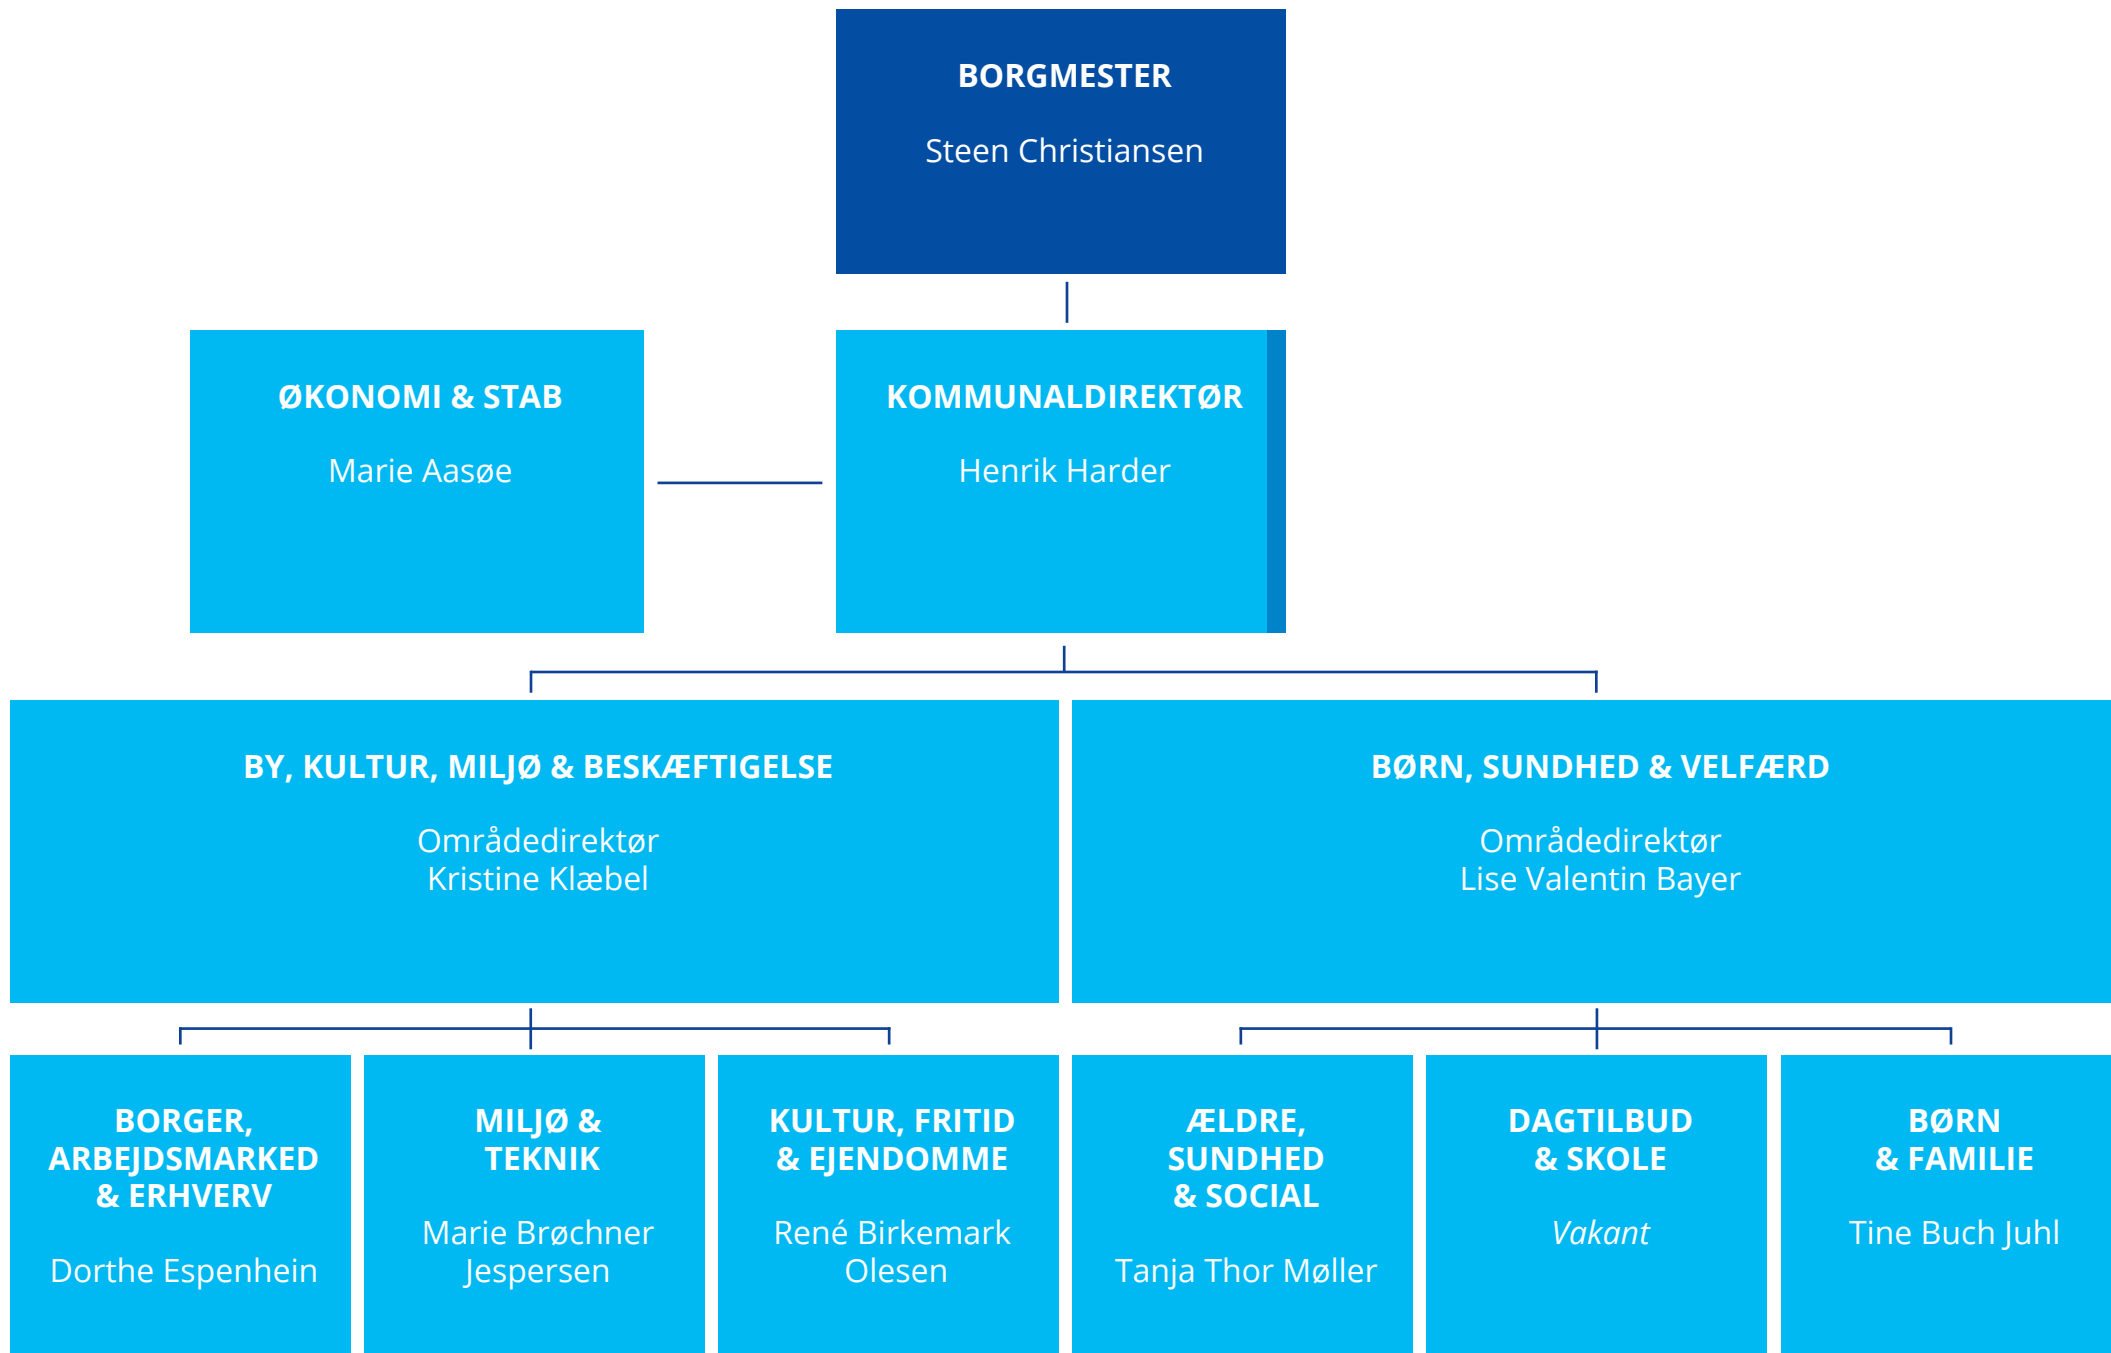 BORGMESTER
Steen Christiansen
ØKONOMI & STAB
Marie Aasøe
KOMMUNALDIREKTØR
Henrik Harder
BY, KULTUR, MILJØ & BESKÆFTIGELSE
Områdedirektør
Kristine Klæbel
BØRN, SUNDHED & VELFÆRD
Områdedirektør
Lise Valentin Bayer
BORGER,
ARBEJDSMARKED
& ERHVERV
Dorthe Espenhein
MILJØ &
TEKNIK
Marie Brøchner
Jespersen
KULTUR, FRITID
& EJENDOMME
René Birkemark
Olesen
ÆLDRE,
SUNDHED
& SOCIAL
Tanja Thor Møller
DAGTILBUD
& SKOLE
Vakant
BØRN
& FAMILIE
Tine Buch Juhl